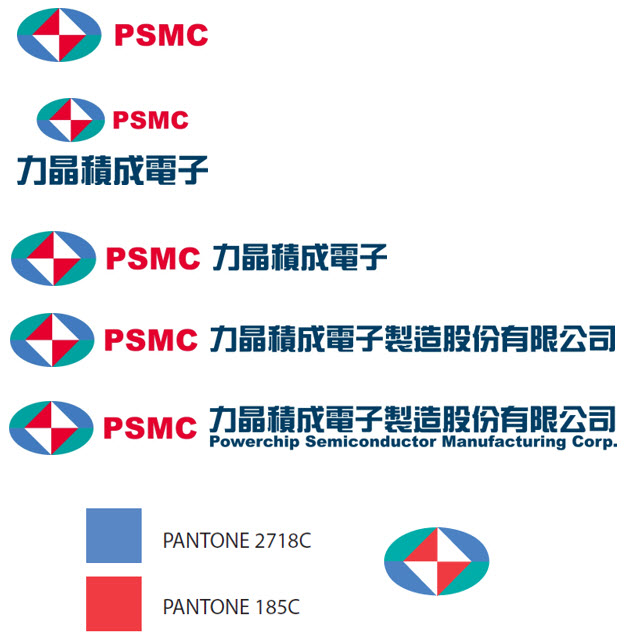 PSMC
PSMC
力晶積成電子
PSMC 力晶積成電子
PSMC 力晶積成電子製造股份有限公司
PSMC 力晶積成電子製造股份有限公司
Powerchip Semiconductor Manufacturing Corp.
PANTONE 2718C
PANTONE 185C